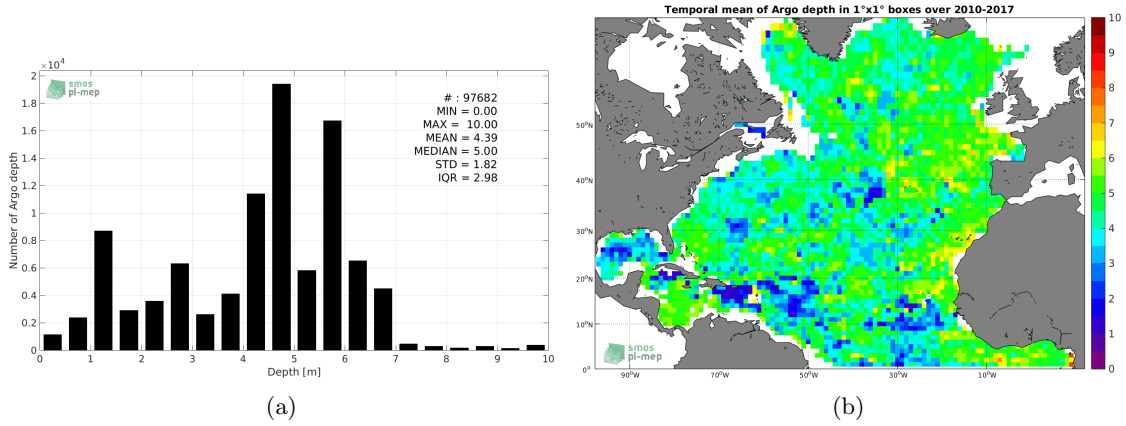 Temporal mean of Argo depth in 1°x1° boxes over 2010-2017
×10⁴
smos
pi-mep
# : 97682
MIN = 0.00
MAX = 10.00
MEAN = 4.39
MEDIAN = 5.00
STD = 1.82
IQR = 2.98
Number of Argo depth
2
1.8
1.6
1.4
1.2
1
0.8
0.6
0.4
0.2
0 1 2 3 4 5 6 7 8 9 10
Depth [m]
(a)
50°N
40°N
30°N
20°N
10°N
0°
90°W 70°W 50°W 30°W 10°W
smos
pi-mep
10
9
8
7
6
5
4
3
2
1
0
(b)